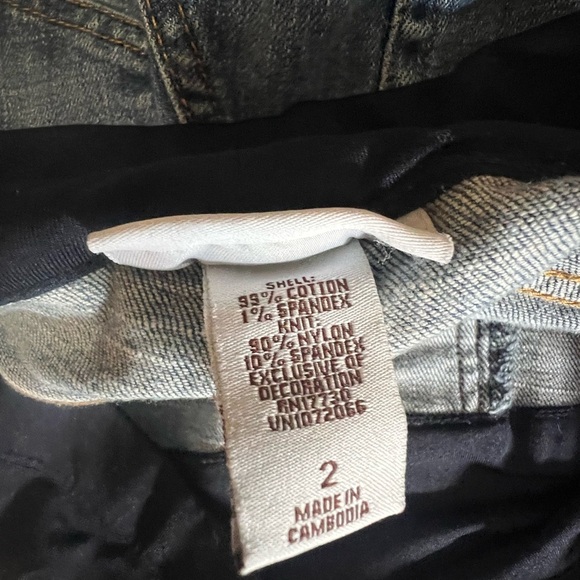 SHELL:
99% COTTON
1% SPANDEX
KNIT:
90% NYLON
10% SPANDEX
EXCLUSIVE OF
DECORATION
RN17730
UN1072066
2
MADE IN
CAMBODIA